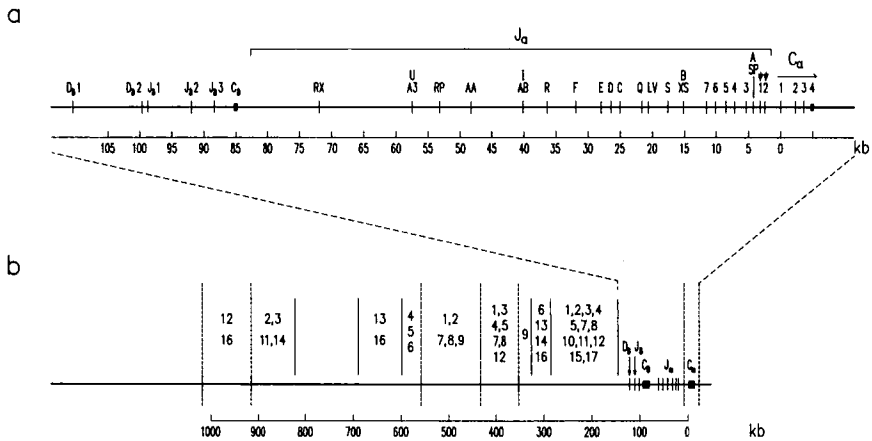 a
Jα
U I A B Cα
Dδ1 Dδ2 Jδ1 Jδ2 Jδ3 Cδ RX A3 RP AA AB R F E D C Q LV S XS 7 6 5 4 3 SP 1 2 1 2 3 4
105 100 95 90 85 80 75 70 65 60 55 50 45 40 35 30 25 20 15 10 5 0 kb
b
12 2,3 13 4 1,2 1,3 9 6 1,2,3,4
16 11,14 16 5 7,8,9 4,5 13 5,7,8
6 7,8 14 10,11,12
12 16 15,17
Dδ Jδ
Cδ Jα Cα
1000 900 800 700 600 500 400 300 200 100 0 kb